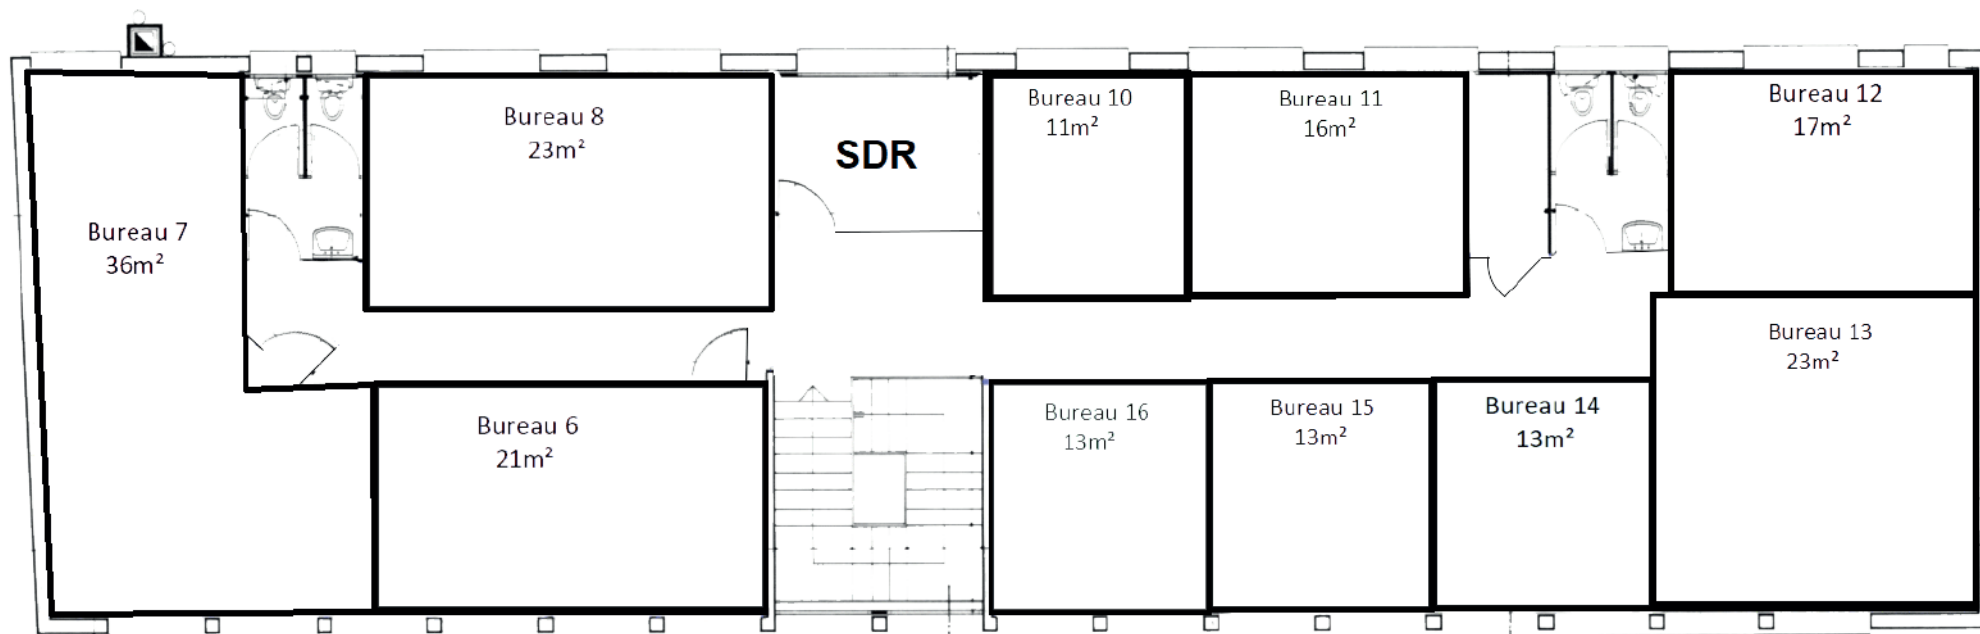 Bureau 7
36m²
Bureau 8
23m²
SDR
Bureau 10
11m²
Bureau 11
16m²
Bureau 12
17m²
Bureau 13
23m²
Bureau 6
21m²
Bureau 16
13m²
Bureau 15
13m²
Bureau 14
13m²